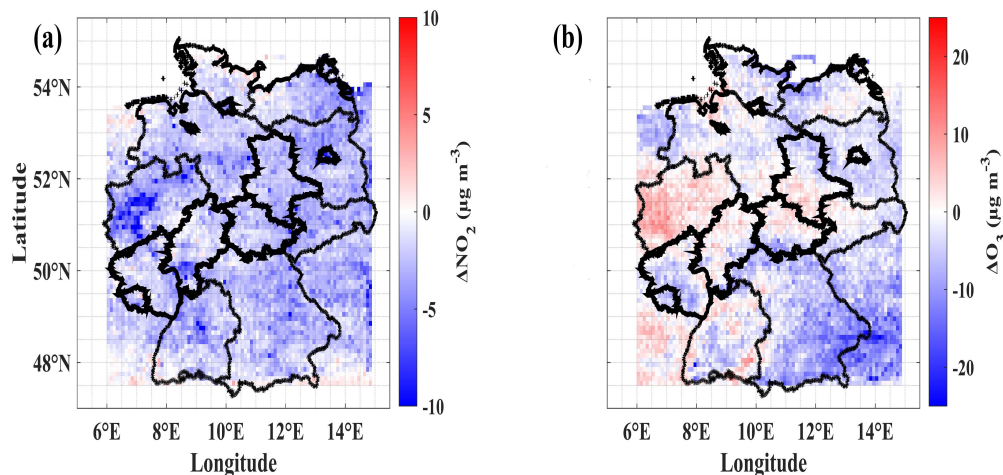 (a)
54°N
52°N
50°N
48°N
Latitude
6°E 8°E 10°E 12°E 14°E
Longitude
10
5
0
-5
-10
ΔNO₂ (µg m⁻³)
(b)
6°E 8°E 10°E 12°E 14°E
Longitude
20
10
0
-10
-20
ΔO₃ (µg m⁻³)